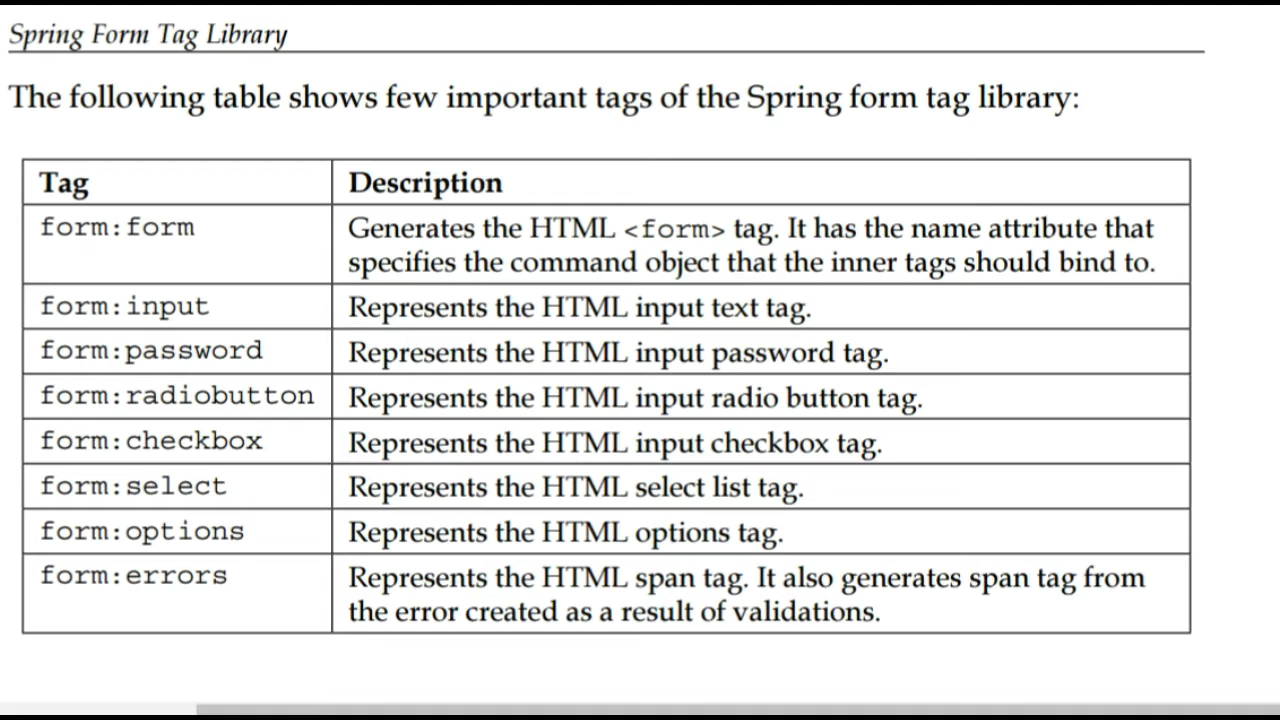 Spring Form Tag Library
The following table shows few important tags of the Spring form tag library:
Tag Description
form:form Generates the HTML <form> tag. It has the name attribute that
specifies the command object that the inner tags should bind to.
form:input Represents the HTML input text tag.
form:password Represents the HTML input password tag.
form:radiobutton Represents the HTML input radio button tag.
form:checkbox Represents the HTML input checkbox tag.
form:select Represents the HTML select list tag.
form:options Represents the HTML options tag.
form:errors Represents the HTML span tag. It also generates span tag from
the error created as a result of validations.